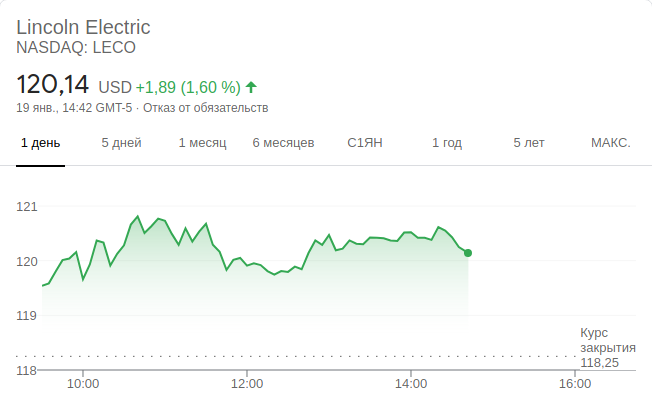 Lincoln Electric
NASDAQ: LECO
120,14 USD +1,89 (1,60 %)
19 янв., 14:42 GMT-5 · Отказ от обязательств
1 день 5 дней 1 месяц 6 месяцев С1ЯН 1 год 5 лет МАКС.
121
120
119
Курс
закрытия
118,25
118
10:00 12:00 14:00 16:00